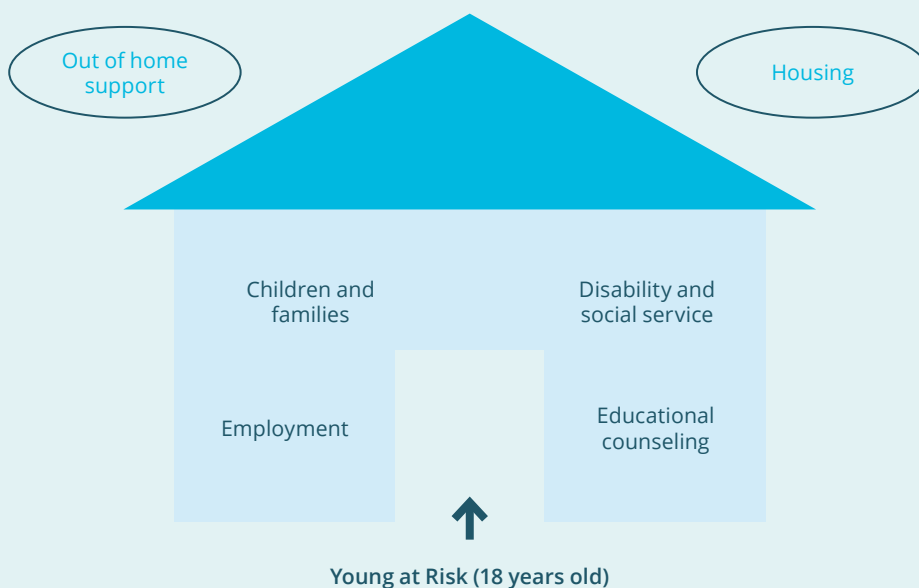 Out of home
support
Housing
Children and
families
Disability and
social service
Employment
Educational
counseling
Young at Risk (18 years old)